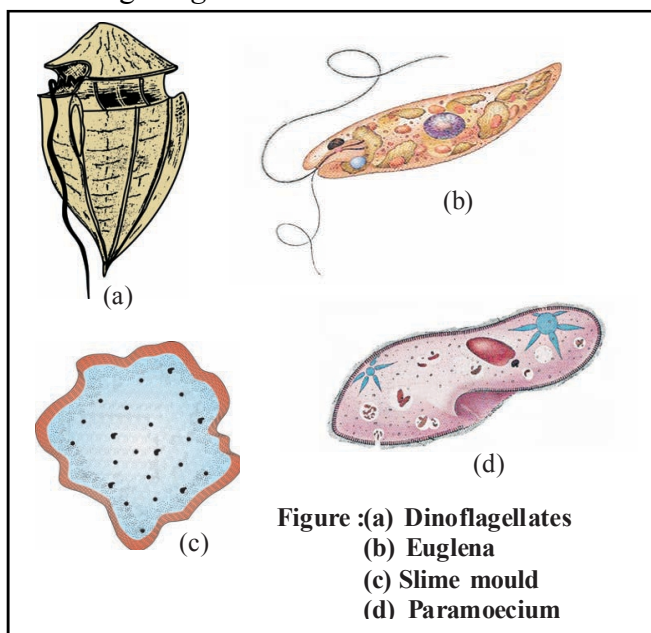 (a)
(b)
(c)
(d)
Figure :(a) Dinoflagellates
(b) Euglena
(c) Slime mould
(d) Paramoecium